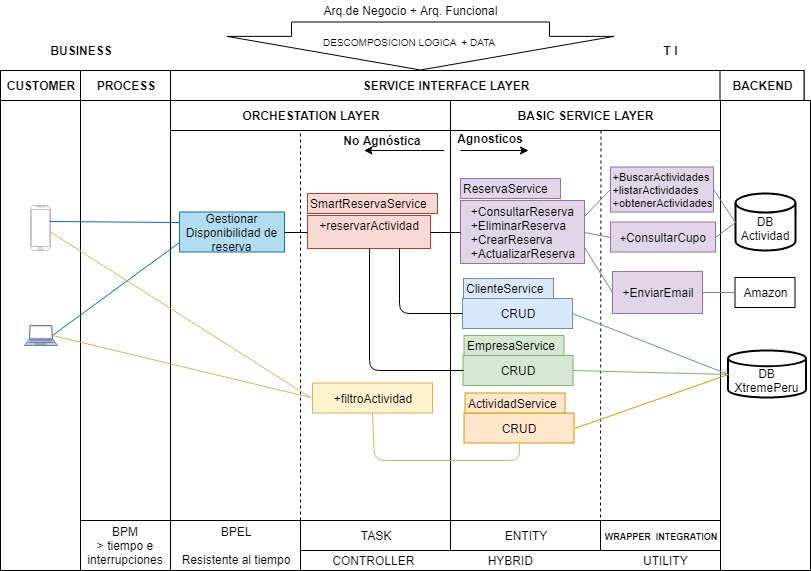 Arq.de Negocio + Arq. Funcional
DESCOMPOSICION LOGICA + DATA
BUSINESS
T I
CUSTOMER
PROCESS
SERVICE INTERFACE LAYER
BACKEND
ORCHESTATION LAYER
BASIC SERVICE LAYER
No Agnóstica
Agnosticos
Gestionar
Disponibilidad de
reserva
SmartReservaService
+reservarActividad
ReservaService
+ConsultarReserva
+EliminarReserva
+CrearReserva
+ActualizarReserva
+BuscarActividades
+listarActividades
+obtenerActividades
+ConsultarCupo
DB
Actividad
+EnviarEmail
Amazon
ClienteService
CRUD
EmpresaService
CRUD
DB
XtremePeru
+filtroActividad
ActividadService
CRUD
BPM
> tiempo e
interrupciones
BPEL
Resistente al tiempo
TASK
ENTITY
WRAPPER INTEGRATION
CONTROLLER
HYBRID
UTILITY